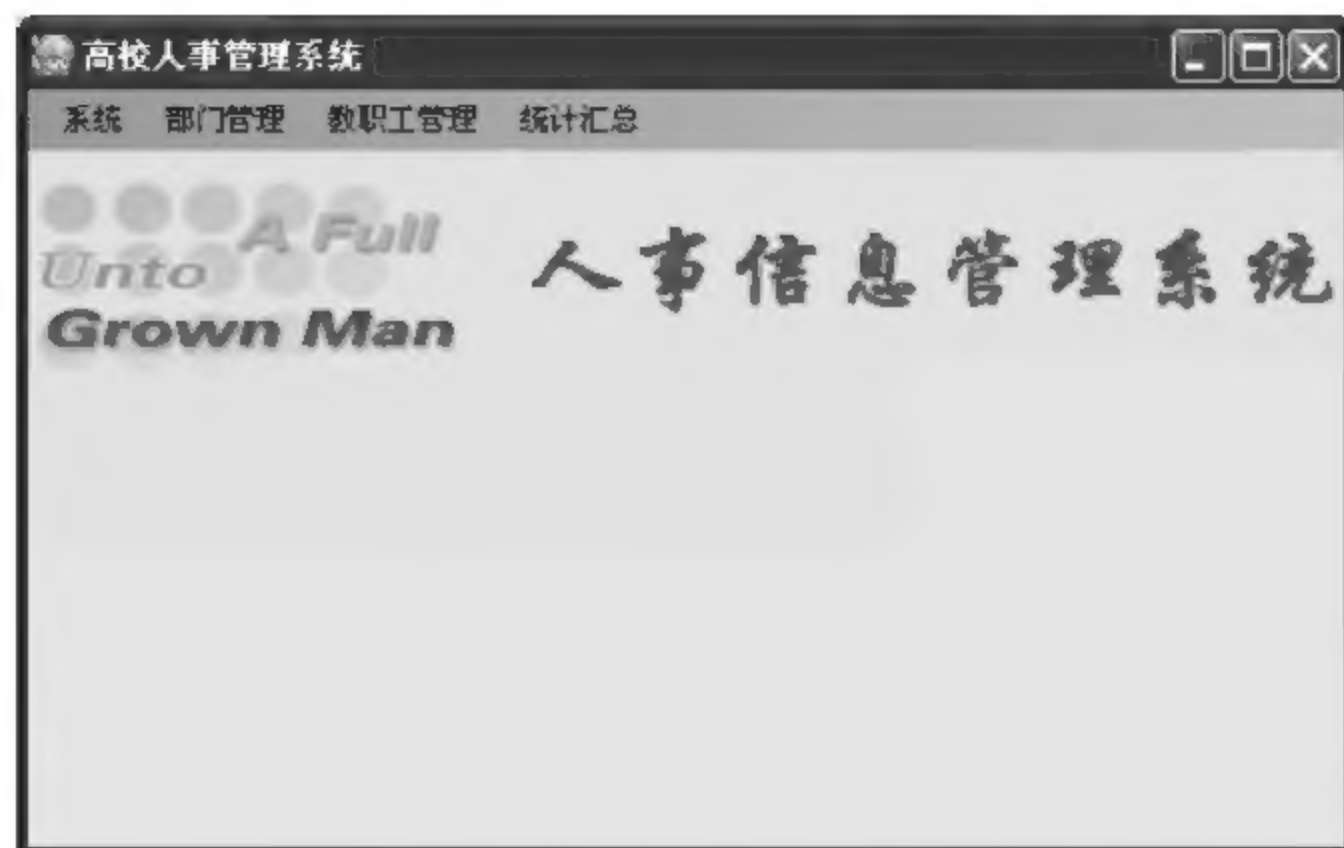 高校人事管理系统
系统 部门管理 教职工管理 统计汇总
A Full
Unto
Grown Man
人事信息管理系统